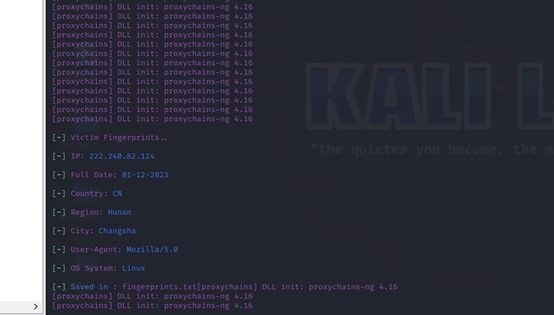 [proxychains] DLL init: proxychains-ng 4.16
[proxychains] DLL init: proxychains-ng 4.16
[proxychains] DLL init: proxychains-ng 4.16
[proxychains] DLL init: proxychains-ng 4.16
[proxychains] DLL init: proxychains-ng 4.16
[proxychains] DLL init: proxychains-ng 4.16
[proxychains] DLL init: proxychains-ng 4.16
[proxychains] DLL init: proxychains-ng 4.16
[proxychains] DLL init: proxychains-ng 4.16
[proxychains] DLL init: proxychains-ng 4.16
[proxychains] DLL init: proxychains-ng 4.16
[proxychains] DLL init: proxychains-ng 4.16
[proxychains] DLL init: proxychains-ng 4.16
KALI L
"the quieter you become, the m
[-] Victim Fingerprints..
[-] IP: 222.240.82.124
[-] Full Date: 01-12-2023
[-] Country: CN
[-] Region: Hunan
[-] City: Changsha
[-] User-Agent: Mozilla/5.0
[-] OS System: Linux
[-] Saved in : fingerprints.txt[proxychains] DLL init: proxychains-ng 4.16
[proxychains] DLL init: proxychains-ng 4.16
[proxychains] DLL init: proxychains-ng 4.16